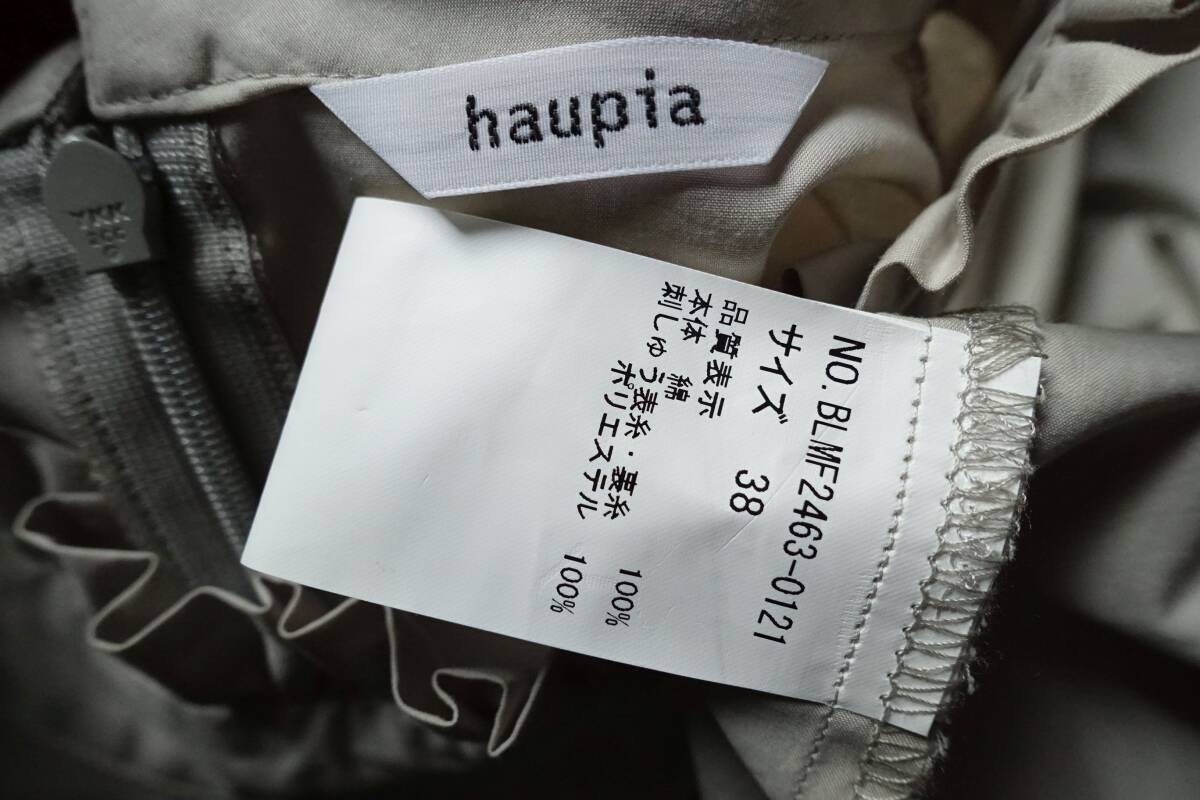 haupia
YKK
NO.BLMF2463-0121
サイズ 38
品質表示
本体 綿 100%
刺しゅう表糸・裏糸
ポリエステル 100%